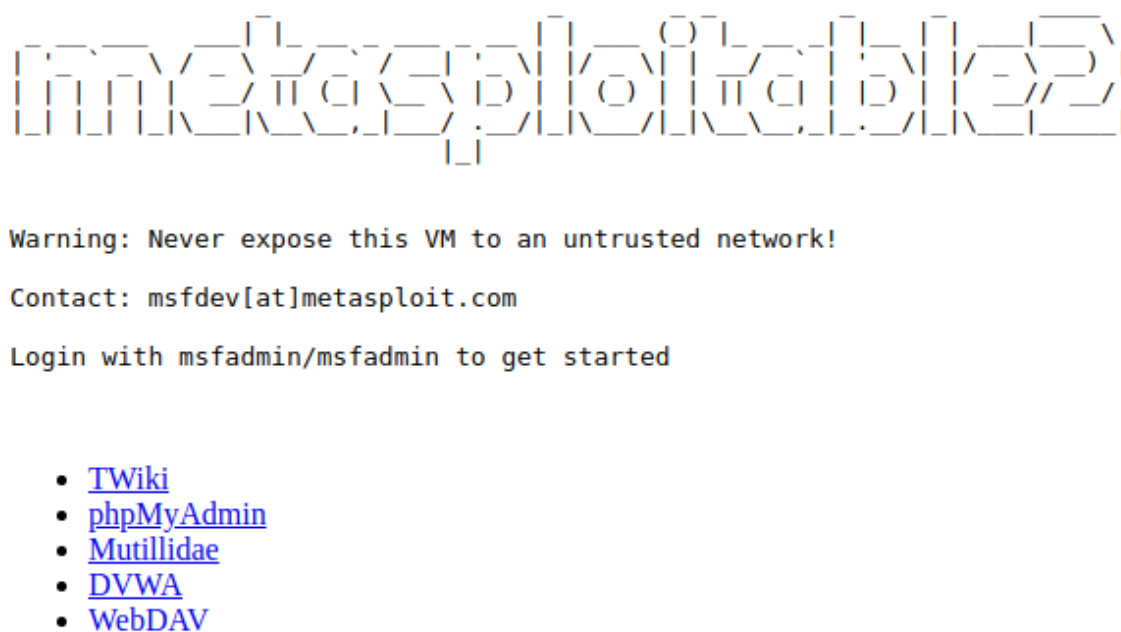 metasploitable2
Warning: Never expose this VM to an untrusted network!
Contact: msfdev[at]metasploit.com
Login with msfadmin/msfadmin to get started
TWiki
phpMyAdmin
Mutillidae
DVWA
WebDAV